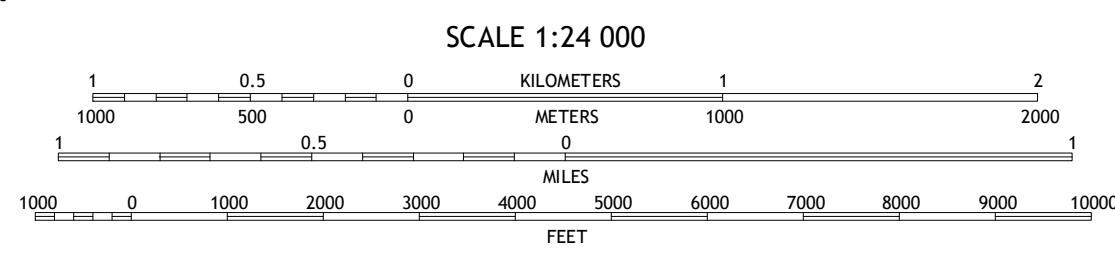 SCALE 1:24 000
1 0.5 0 KILOMETERS 1 2
1000 500 0 METERS 1000 2000
1 0.5 0 1
MILES
1000 0 1000 2000 3000 4000 5000 6000 7000 8000 9000 10000
FEET